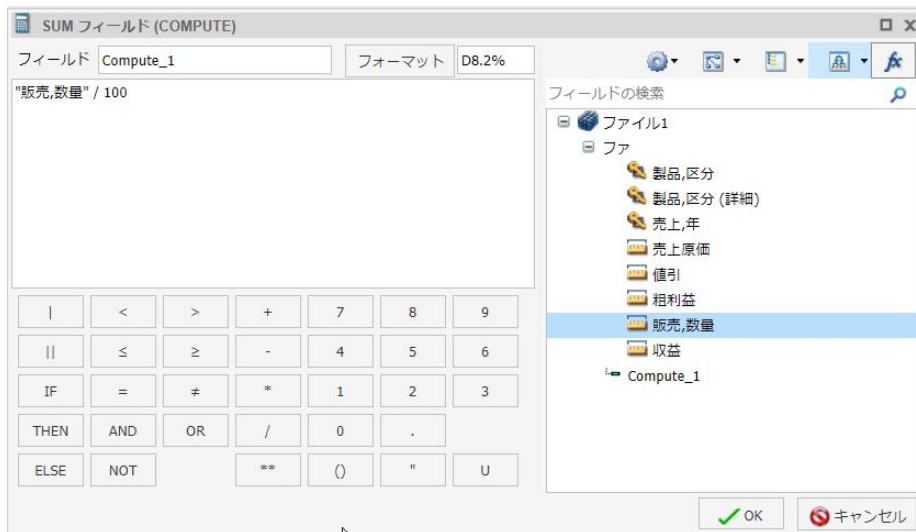 SUM フィールド (COMPUTE)
フィールド Compute_1 フォーマット D8.2%
"販売,数量" / 100
fx
フィールドの検索
ファイル1
ファ
製品,区分
製品,区分 (詳細)
売上,年
売上原価
値引
粗利益
販売,数量
収益
Compute_1
| < > + 7 8 9
|| ≤ ≥ - 4 5 6
IF = ≠ * 1 2 3
THEN AND OR / 0 .
ELSE NOT ** () " U
OK キャンセル